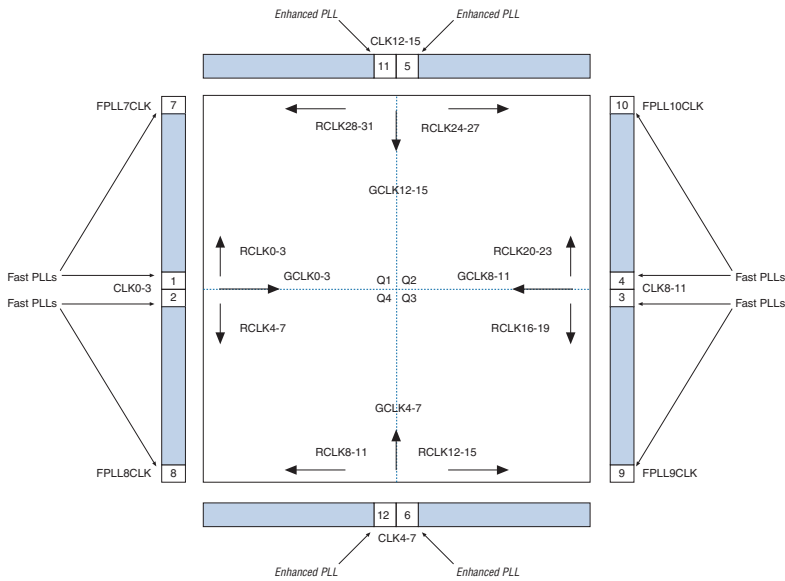 Enhanced PLL
Enhanced PLL
CLK12-15
11
5
FPLL7CLK
7
10
FPLL10CLK
RCLK28-31
RCLK24-27
GCLK12-15
RCLK0-3
RCLK20-23
Fast PLLs
1
GCLK0-3
Q1
Q2
GCLK8-11
4
Fast PLLs
CLK0-3
CLK8-11
Fast PLLs
2
Q4
Q3
3
Fast PLLs
RCLK4-7
RCLK16-19
GCLK4-7
RCLK8-11
RCLK12-15
FPLL8CLK
8
9
FPLL9CLK
12
6
CLK4-7
Enhanced PLL
Enhanced PLL